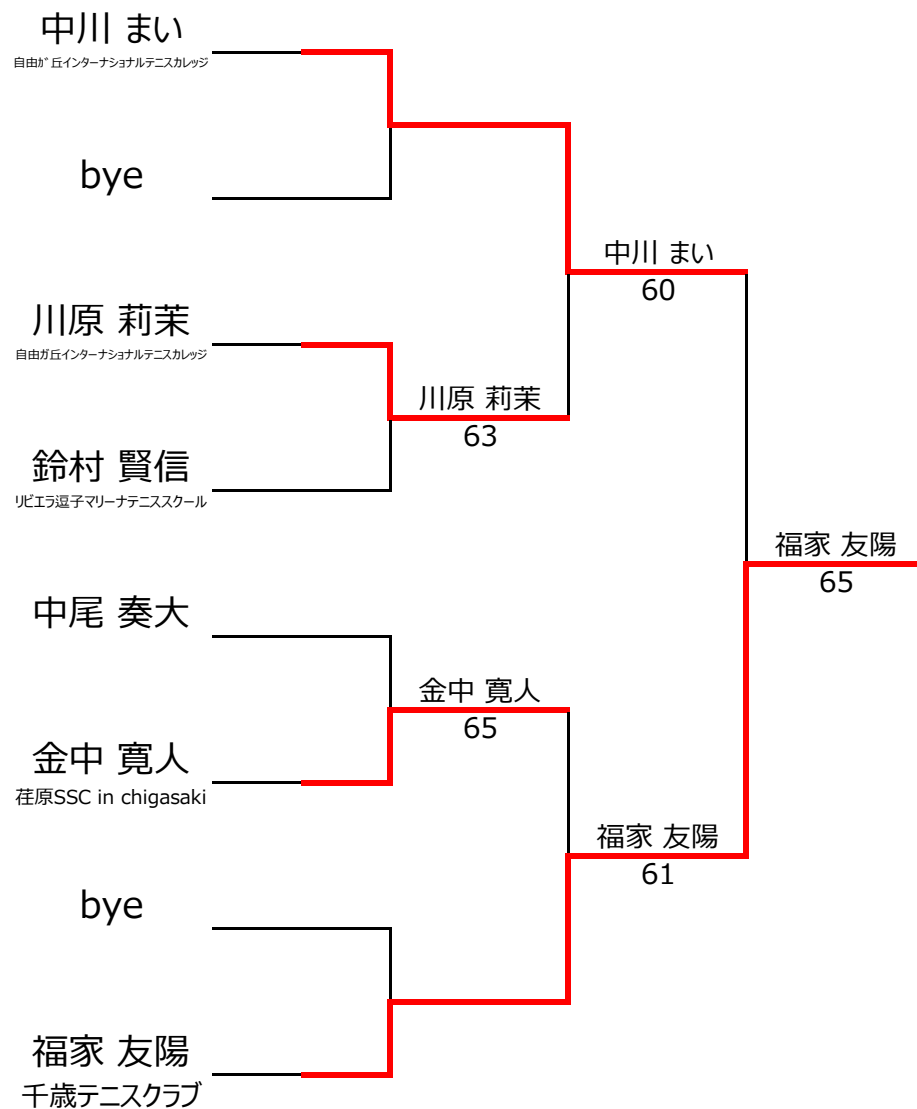 中川 まい
自由ｶﾞ丘インターナショナルテニスカレッジ
bye
川原 莉茉
自由ガ丘インターナショナルテニスカレッジ
鈴村 賢信
リビエラ逗子マリーナテニススクール
中尾 奏大
金中 寛人
荏原SSC in chigasaki
bye
福家 友陽
千歳テニスクラブ
川原 莉茉
63
金中 寛人
65
中川 まい
60
福家 友陽
61
福家 友陽
65